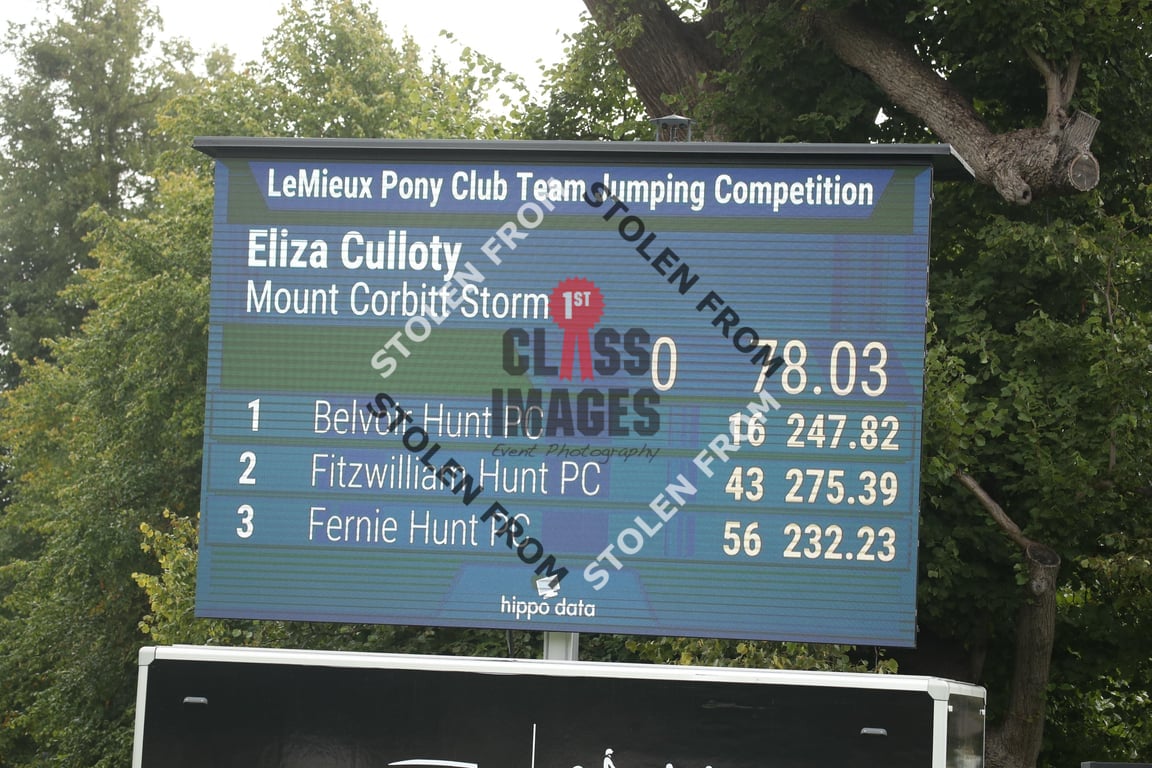 LeMieux Pony Club Team Jumping Competition
Eliza Culloty
Mount Corbitt Storm
0 78.03
1 Belvoir Hunt PC 16 247.82
2 Fitzwilliam Hunt PC 43 275.39
3 Fernie Hunt PC 56 232.23
hippo data
STOLEN FROM
STOLEN FROM
1ST
CLASS
IMAGES
Event Photography
STOLEN FROM
STOLEN FROM